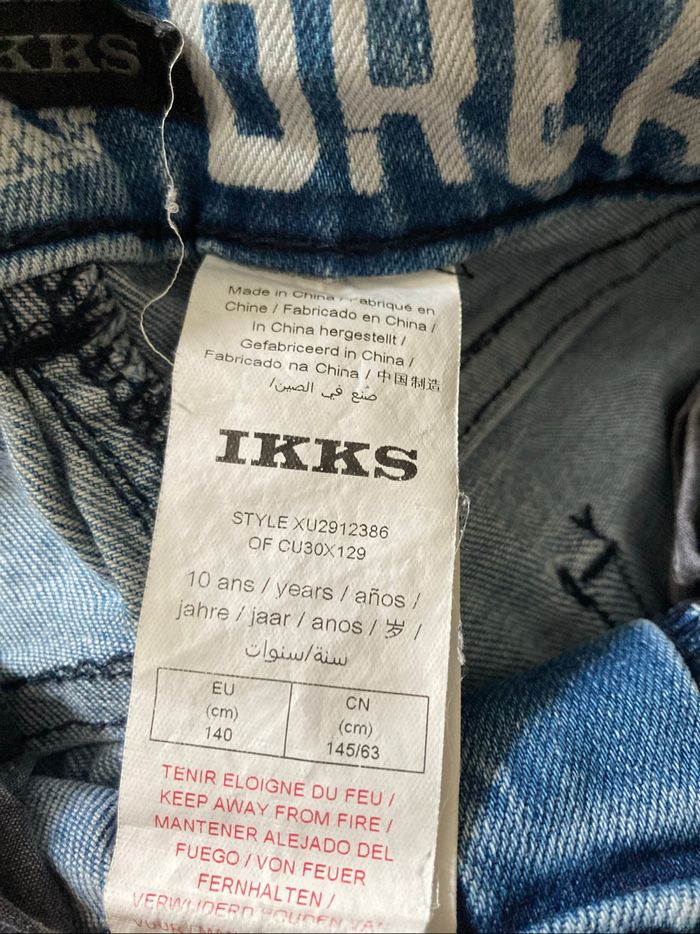 IKKS
Made in China / Fabriqué en
Chine / Fabricado en China /
In China hergestellt /
Gefabriceerd in China /
Fabricado na China / 中国制造
/صنع في الصين
IKKS
STYLE XU2912386
OF CU30X129
10 ans / years / años /
jahre / jaar / anos / 岁 /
سنة/سنوات
EU
(cm)
140
CN
(cm)
145/63
TENIR ELOIGNE DU FEU /
KEEP AWAY FROM FIRE /
MANTENER ALEJADO DEL
FUEGO / VON FEUER
FERNHALTEN /
VERWIJDERD HOUDEN VAN